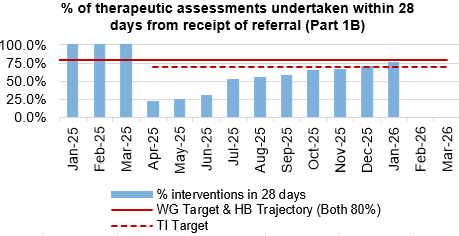 % of therapeutic assessments undertaken within 28
days from receipt of referral (Part 1B)
100.0%
75.0%
50.0%
25.0%
0.0%
Jan-25
Feb-25
Mar-25
Apr-25
May-25
Jun-25
Jul-25
Aug-25
Sep-25
Oct-25
Nov-25
Dec-25
Jan-26
Feb-26
Mar-26
% interventions in 28 days
WG Target & HB Trajectory (Both 80%)
TI Target